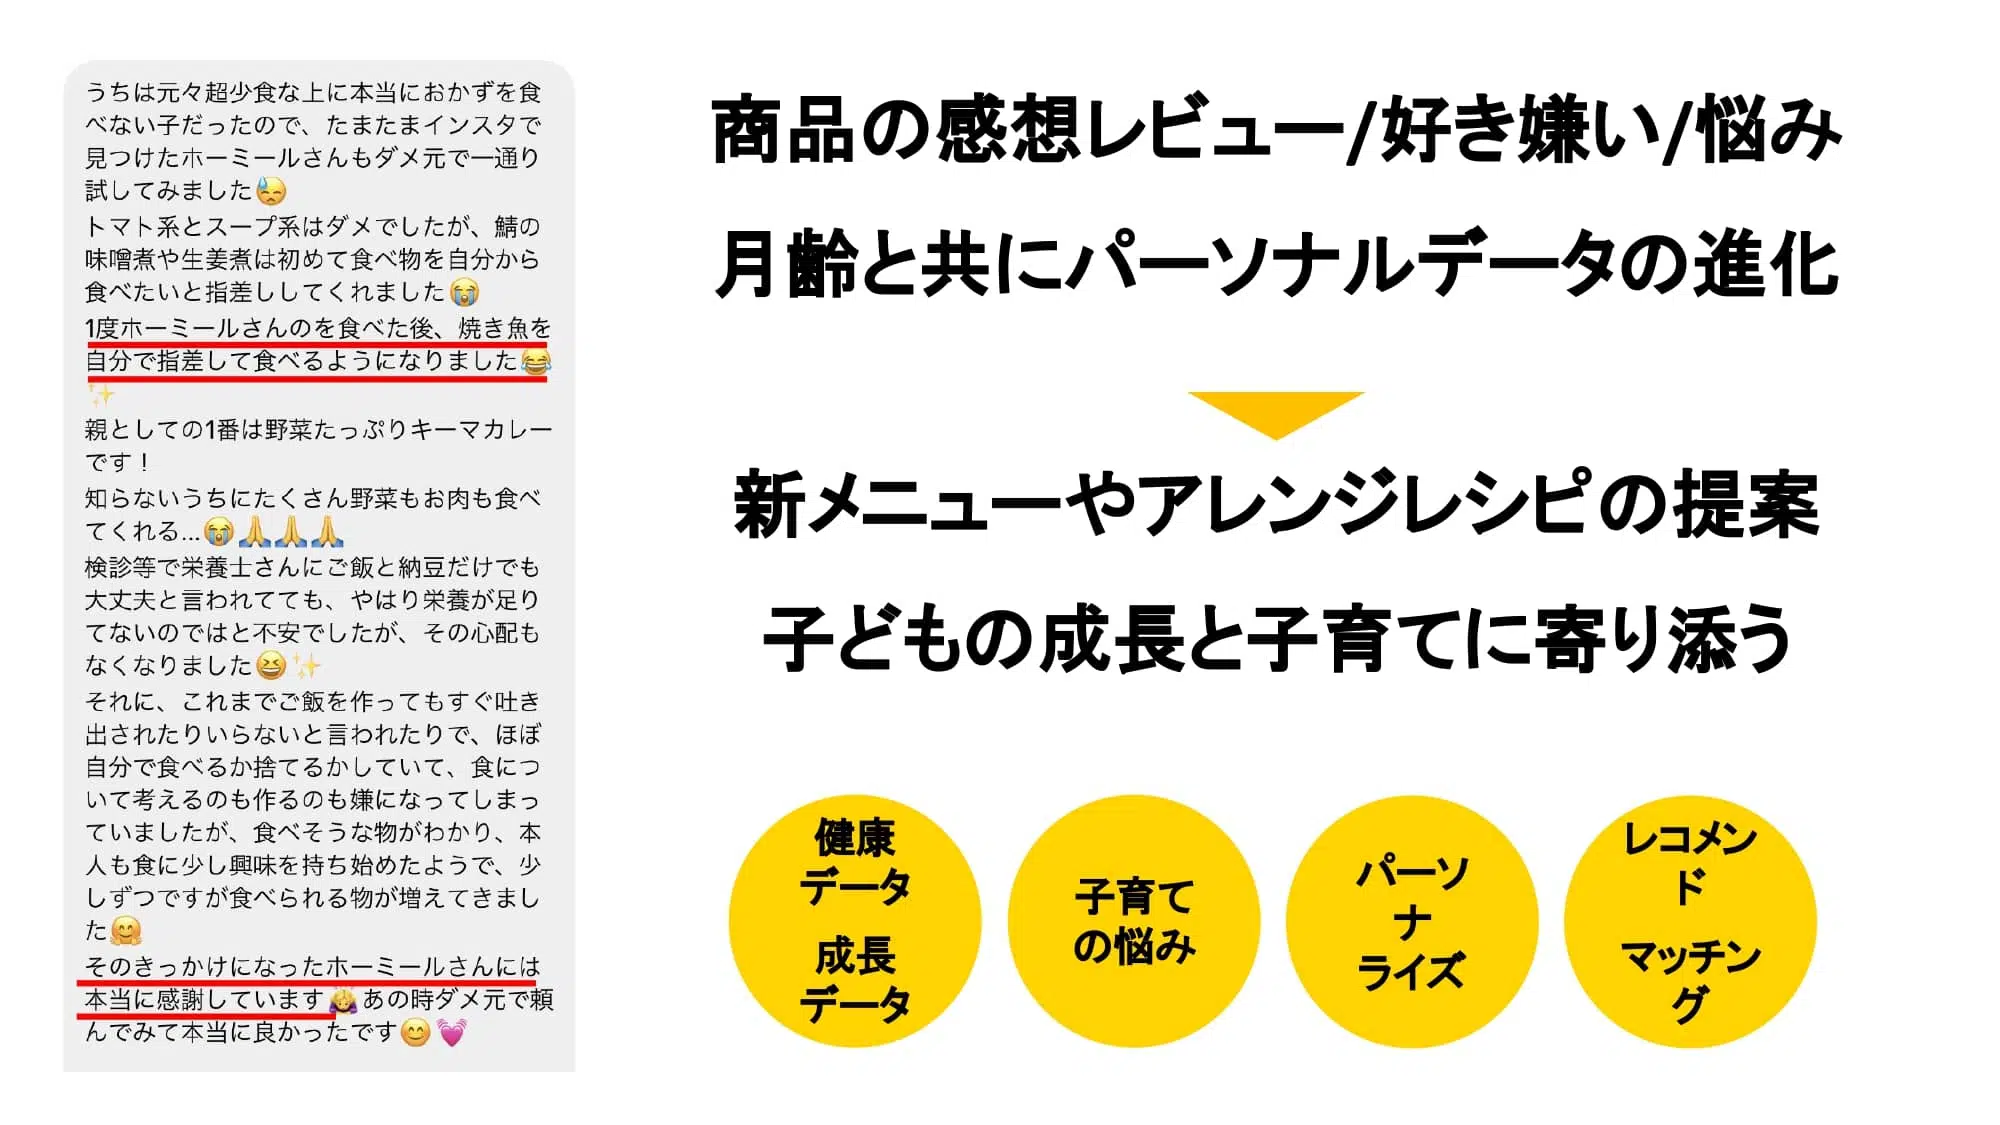 うちは元々超少食な上に本当におかずを食
べない子だったので、たまたまインスタで
見つけたホーミールさんもダメ元で一通り
試してみました😓
トマト系とスープ系はダメでしたが、鯖の
味噌煮や生姜煮は初めて食べ物を自分から
食べたいと指差ししてくれました😭
1度ホーミールさんのを食べた後、焼き魚を
自分で指差して食べるようになりました😂
✨
親としての1番は野菜たっぷりキーマカレー
です！
知らないうちにたくさん野菜もお肉も食べ
てくれる...😭🙏🙏🙏
検診等で栄養士さんにご飯と納豆だけでも
大丈夫と言われてても、やはり栄養が足り
てないのではと不安でしたが、その心配も
なくなりました😆✨
それに、これまでご飯を作ってもすぐ吐き
出されたりいらないと言われたりで、ほぼ
自分で食べるか捨てるかしていて、食につ
いて考えるのも作るのも嫌になってしまっ
ていましたが、食べそうな物がわかり、本
人も食に少し興味を持ち始めたようで、少
しずつですが食べられる物が増えてきまし
た🤗
そのきっかけになったホーミールさんには
本当に感謝しています🙇‍♀️あの時ダメ元で頼
んでみて本当に良かったです😊💓
商品の感想レビュー/好き嫌い/悩み
月齢と共にパーソナルデータの進化
新メニューやアレンジレシピの提案
子どもの成長と子育てに寄り添う
健康
データ
成長
データ
子育て
の悩み
パーソ
ナ
ライズ
レコメン
ド
マッチン
グ